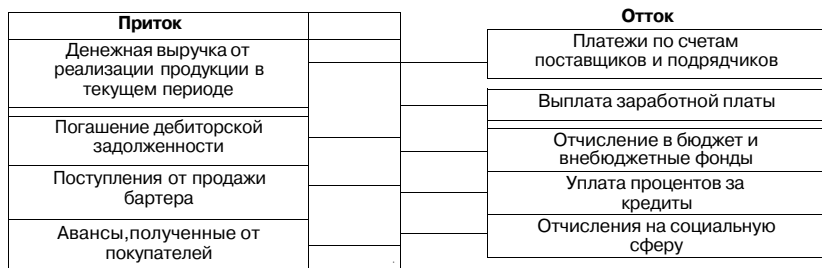 Приток
Денежная выручка от
реализации продукции в
текущем периоде
Погашение дебиторской
задолженности
Поступления от продажи
бартера
Авансы,полученные от
покупателей
Отток
Платежи по счетам
поставщиков и подрядчиков
Выплата заработной платы
Отчисление в бюджет и
внебюджетные фонды
Уплата процентов за
кредиты
Отчисления на социальную
сферу